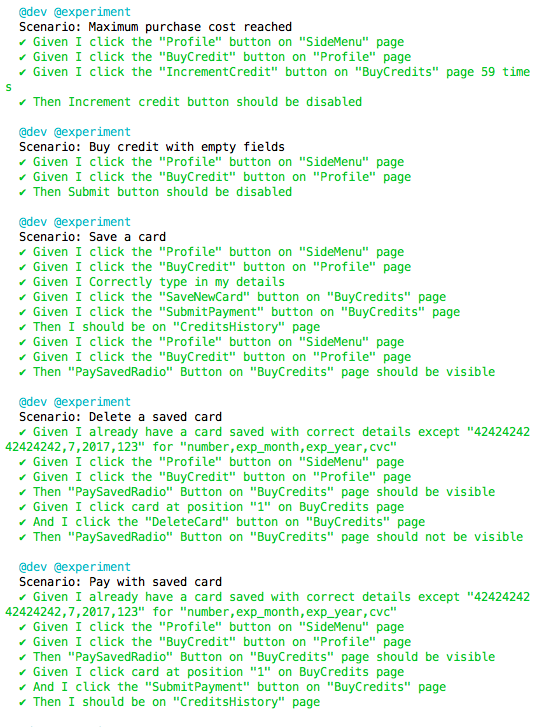 @dev @experiment
Scenario: Maximum purchase cost reached
✔ Given I click the "Profile" button on "SideMenu" page
✔ Given I click the "BuyCredit" button on "Profile" page
✔ Given I click the "IncrementCredit" button on "BuyCredits" page 59 time
s
✔ Then Increment credit button should be disabled
@dev @experiment
Scenario: Buy credit with empty fields
✔ Given I click the "Profile" button on "SideMenu" page
✔ Given I click the "BuyCredit" button on "Profile" page
✔ Then Submit button should be disabled
@dev @experiment
Scenario: Save a card
✔ Given I click the "Profile" button on "SideMenu" page
✔ Given I click the "BuyCredit" button on "Profile" page
✔ Given I Correctly type in my details
✔ Given I click the "SaveNewCard" button on "BuyCredits" page
✔ Given I click the "SubmitPayment" button on "BuyCredits" page
✔ Then I should be on "CreditsHistory" page
✔ Given I click the "Profile" button on "SideMenu" page
✔ Given I click the "BuyCredit" button on "Profile" page
✔ Then "PaySavedRadio" Button on "BuyCredits" page should be visible
@dev @experiment
Scenario: Delete a saved card
✔ Given I already have a card saved with correct details except "42424242
42424242,7,2017,123" for "number,exp_month,exp_year,cvc"
✔ Given I click the "Profile" button on "SideMenu" page
✔ Given I click the "BuyCredit" button on "Profile" page
✔ Then "PaySavedRadio" Button on "BuyCredits" page should be visible
✔ Given I click card at position "1" on BuyCredits page
✔ And I click the "DeleteCard" button on "BuyCredits" page
✔ Then "PaySavedRadio" Button on "BuyCredits" page should not be visible
@dev @experiment
Scenario: Pay with saved card
✔ Given I already have a card saved with correct details except "42424242
42424242,7,2017,123" for "number,exp_month,exp_year,cvc"
✔ Given I click the "Profile" button on "SideMenu" page
✔ Given I click the "BuyCredit" button on "Profile" page
✔ Then "PaySavedRadio" Button on "BuyCredits" page should be visible
✔ Given I click card at position "1" on BuyCredits page
✔ And I click the "SubmitPayment" button on "BuyCredits" page
✔ Then I should be on "CreditsHistory" page